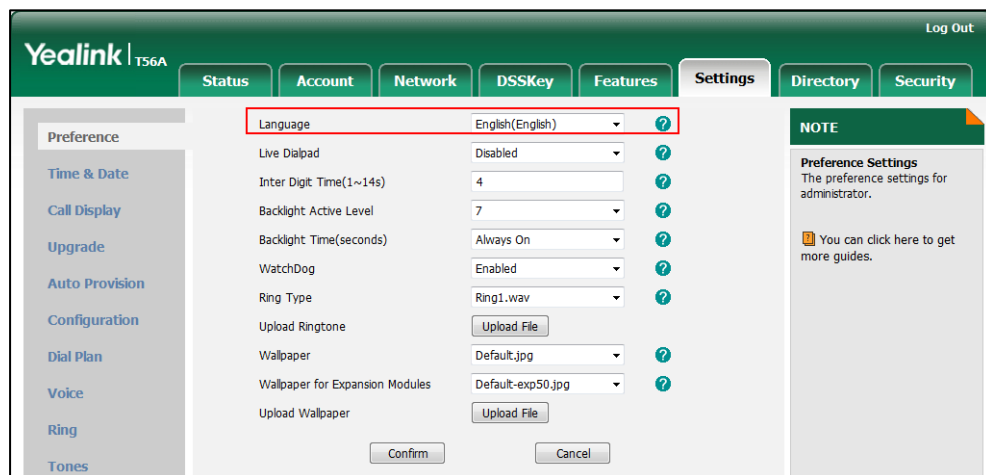 Log Out
Yealink T56A
Status Account Network DSSKey Features Settings Directory Security
Preference
Time & Date
Call Display
Upgrade
Auto Provision
Configuration
Dial Plan
Voice
Ring
Tones
Language English(English) ?
Live Dialpad Disabled ?
Inter Digit Time(1~14s) 4 ?
Backlight Active Level 7 ?
Backlight Time(seconds) Always On ?
WatchDog Enabled ?
Ring Type Ring1.wav ?
Upload Ringtone Upload File
Wallpaper Default.jpg ?
Wallpaper for Expansion Modules Default-exp50.jpg ?
Upload Wallpaper Upload File
Confirm Cancel
NOTE
Preference Settings
The preference settings for
administrator.
? You can click here to get
more guides.